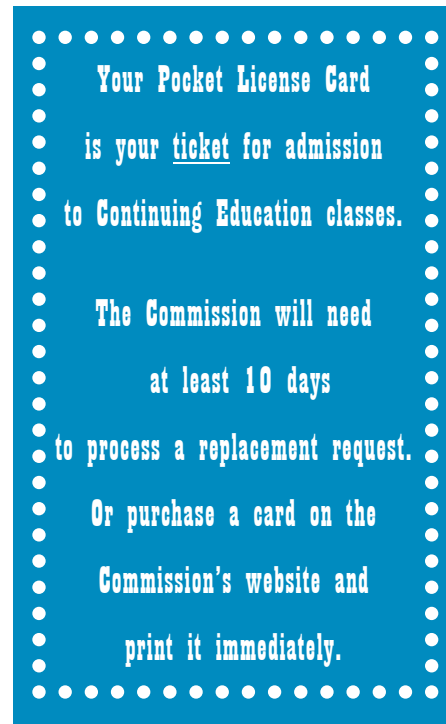 Your Pocket License Card
is your ticket for admission
to Continuing Education classes.
The Commission will need
at least 10 days
to process a replacement request.
Or purchase a card on the
Commission’s website and
print it immediately.